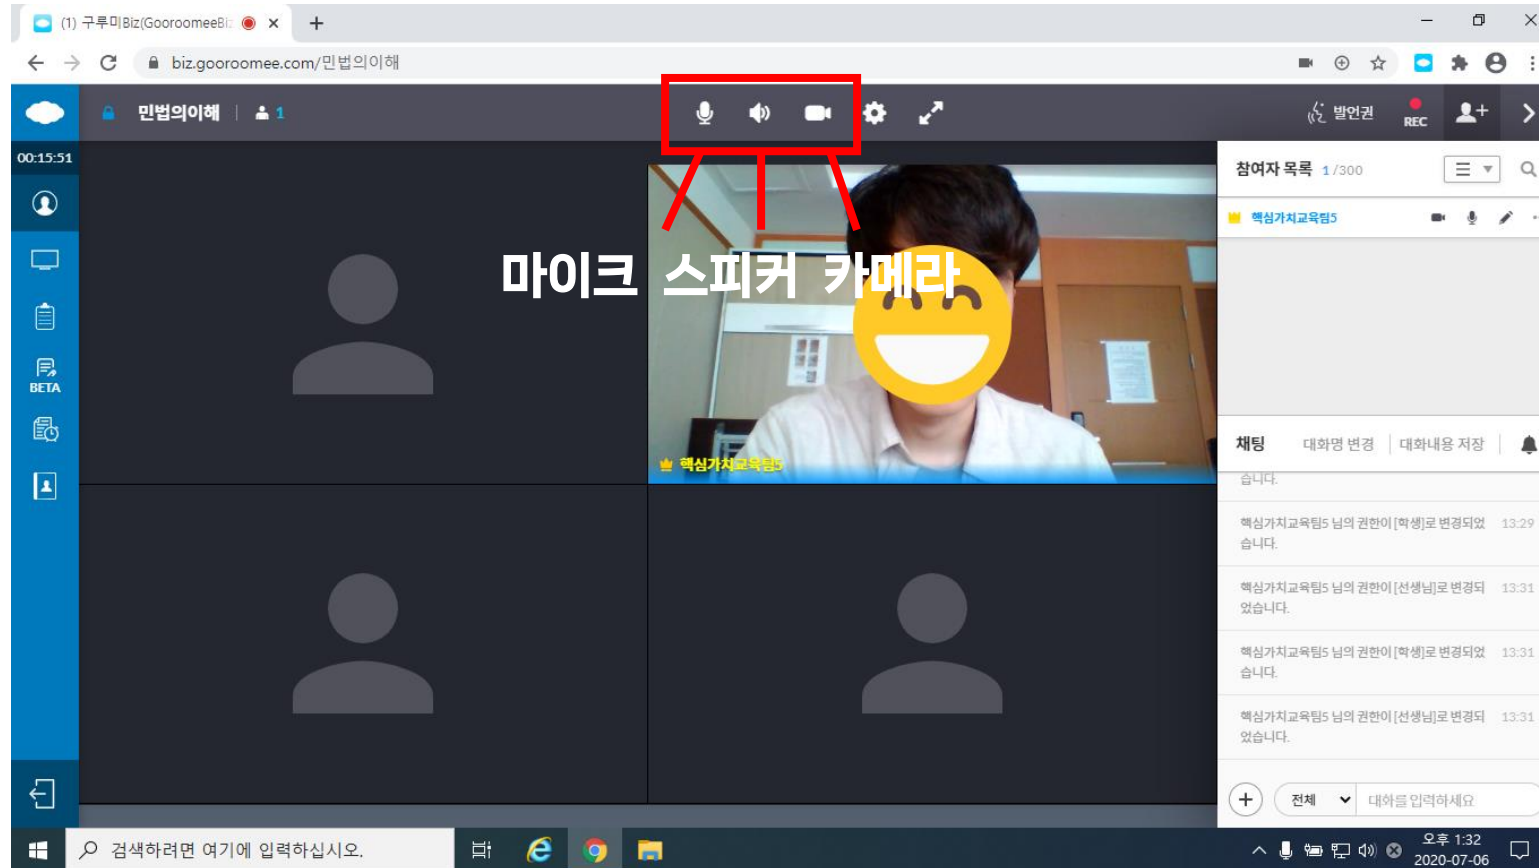 (1) 구루미Biz(GooroomeeBiz
biz.gooroomee.com/민법의이해
민법의이해 1
발언권
REC
00:15:51
참여자 목록 1/300
핵심가치교육팀5
마이크 스피커 카메라
BETA
핵심가치교육팀5
채팅 대화명 변경 대화내용 저장
습니다.
핵심가치교육팀5 님의 권한이 [학생]로 변경되었 13:29
습니다.
핵심가치교육팀5 님의 권한이 [선생님]로 변경되 13:31
었습니다.
핵심가치교육팀5 님의 권한이 [학생]로 변경되었 13:31
습니다.
핵심가치교육팀5 님의 권한이 [선생님]로 변경되 13:31
었습니다.
전체 대화를 입력하세요
검색하려면 여기에 입력하십시오.
오후 1:32
2020-07-06